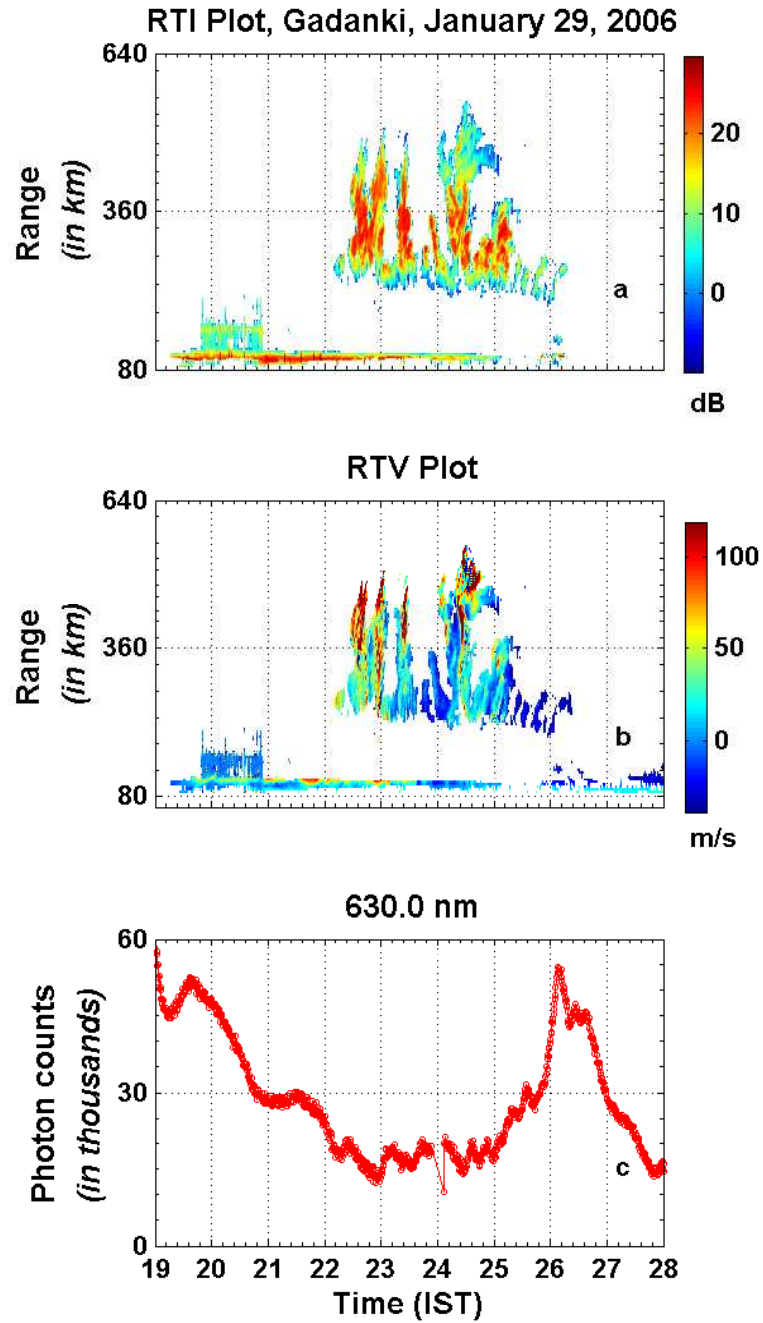 RTI Plot, Gadanki, January 29, 2006
640
360
80
Range
(in km)
a
20
10
0
dB
RTV Plot
640
360
80
Range
(in km)
b
100
50
0
m/s
630.0 nm
60
30
0
Photon counts
(in thousands)
c
19 20 21 22 23 24 25 26 27 28
Time (IST)